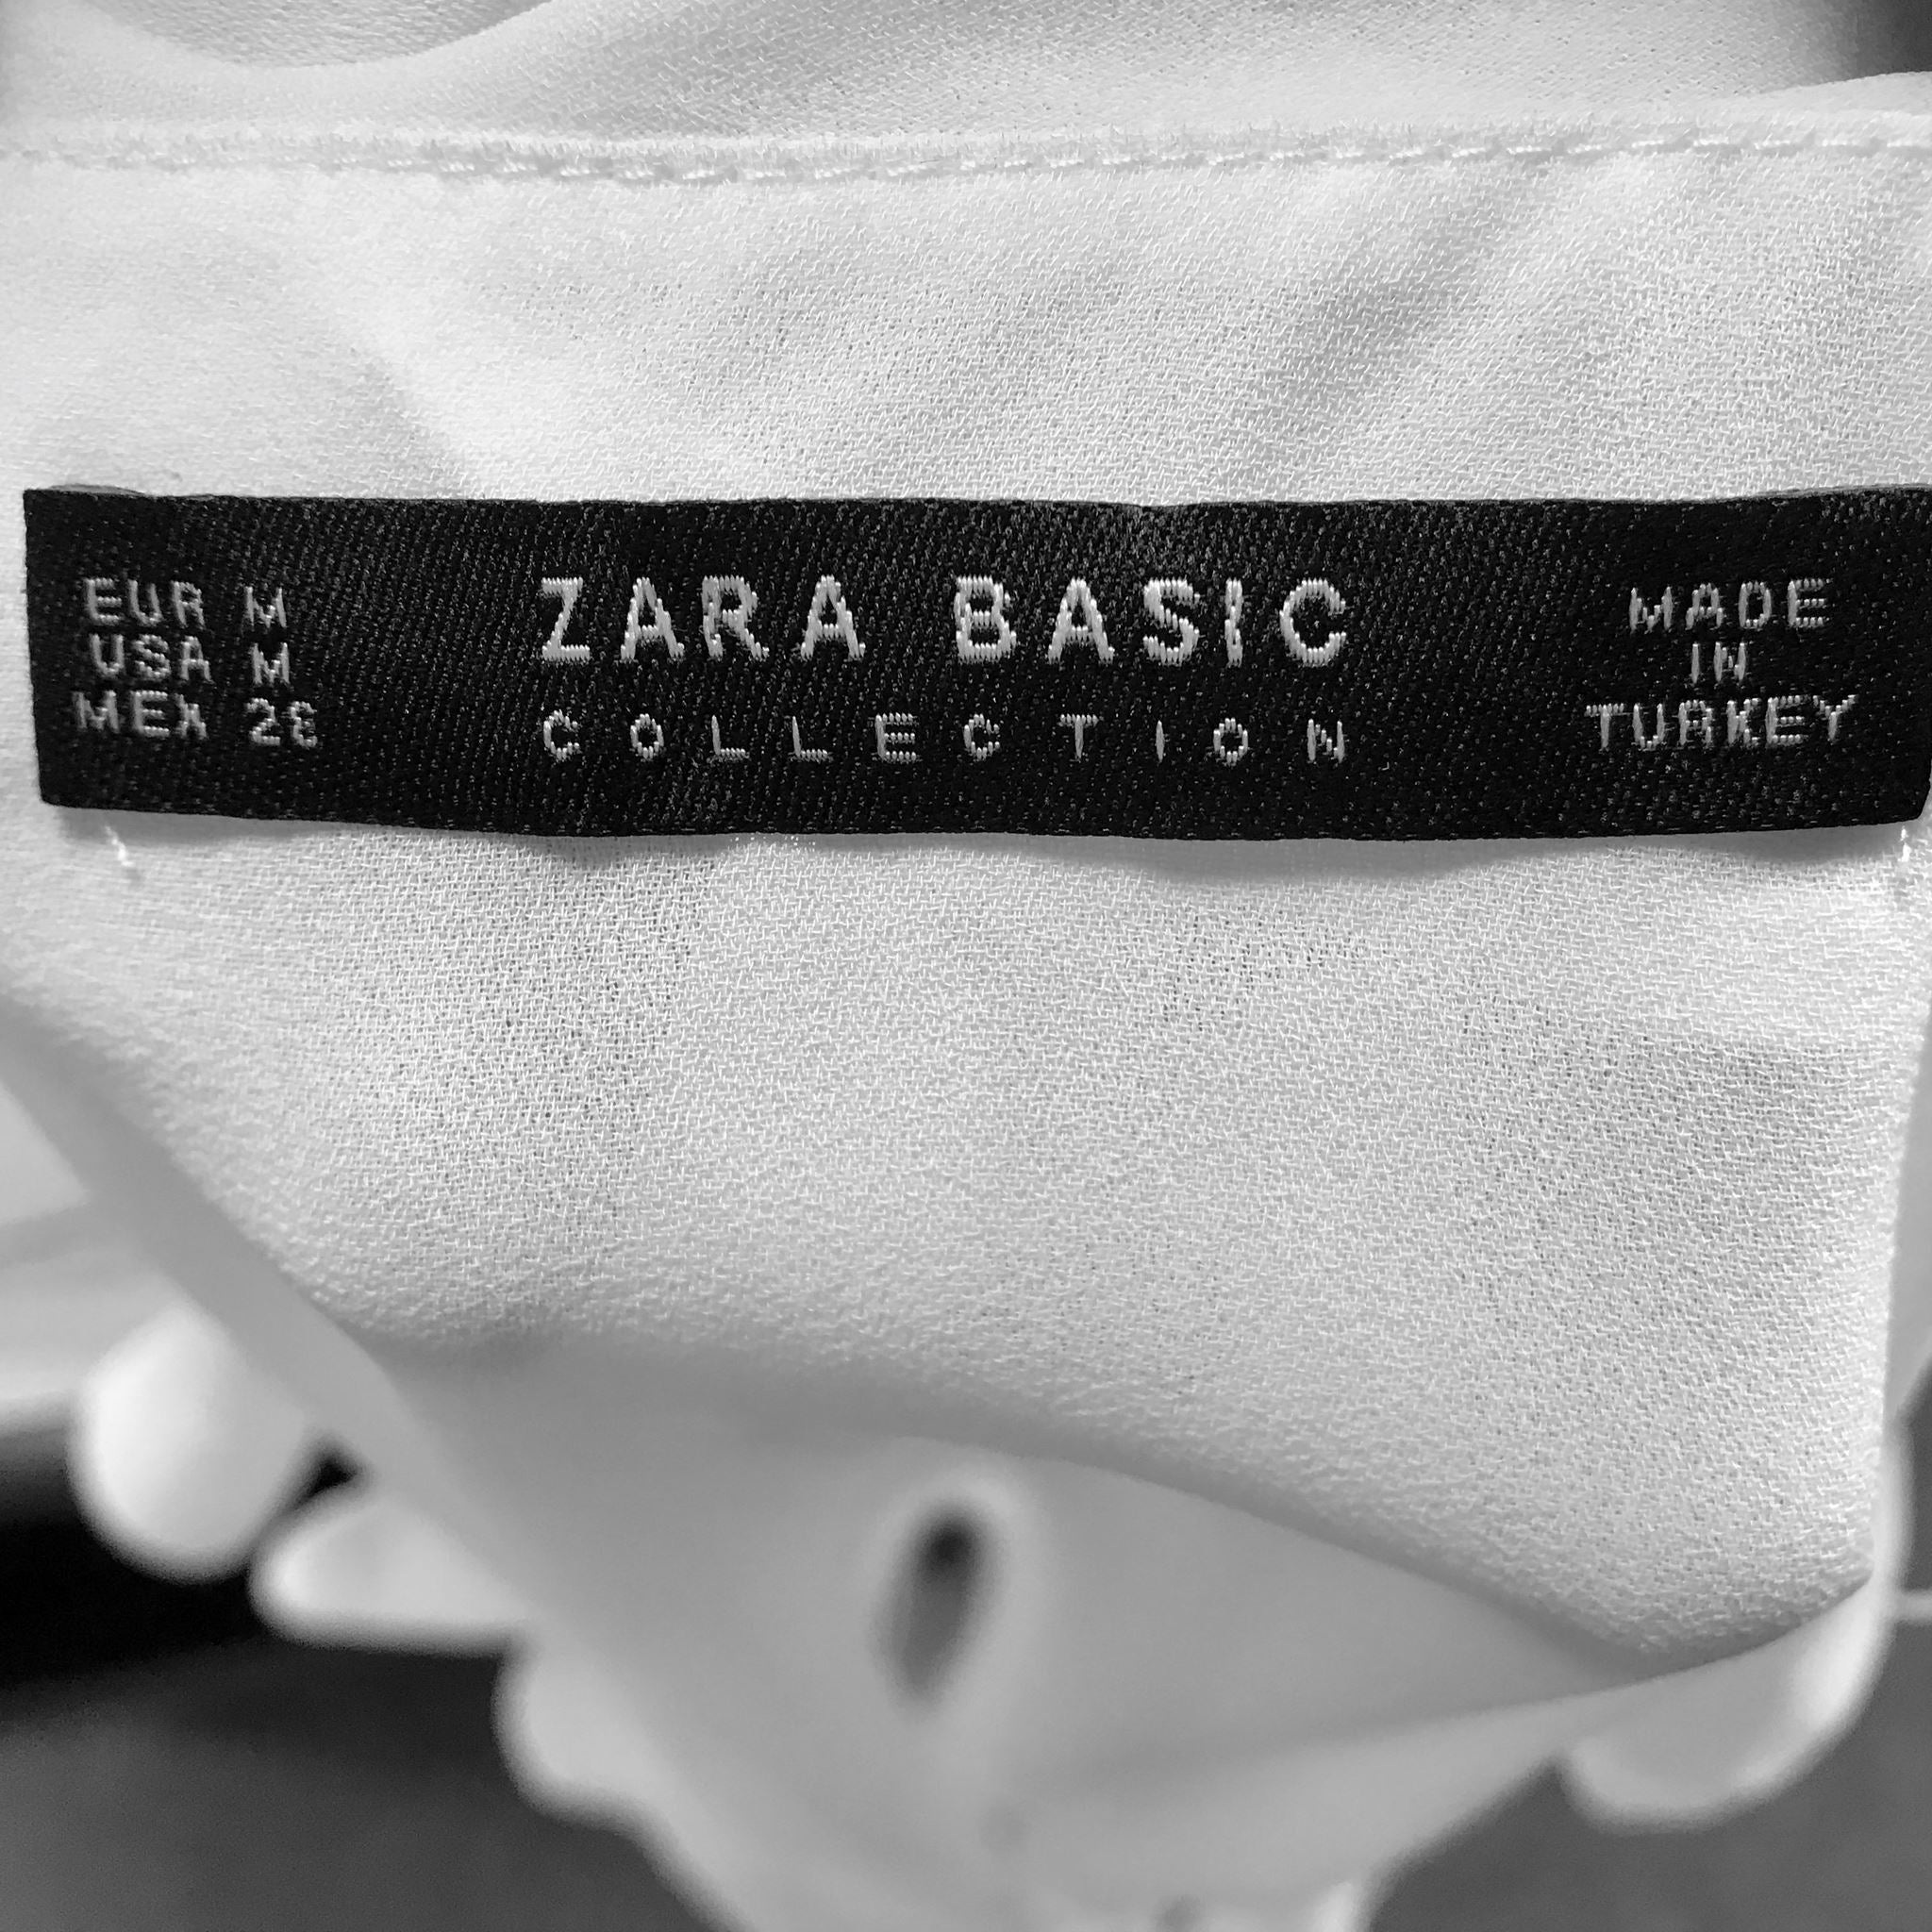 EUR M
USA M
MEX 28
ZARA BASIC
COLLECTION
MADE
IN
TURKEY